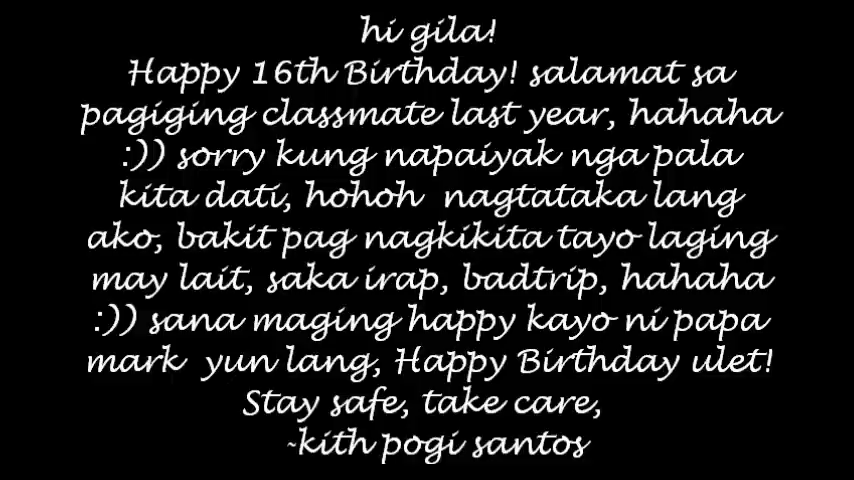 hi gila!
Happy 16th Birthday! salamat sa
pagiging classmate last year, hahaha
:)) sorry kung napaiyak nga pala
kita dati, hohoh nagtataka lang
ako, bakit pag nagkikita tayo laging
may lait, saka irap, badtrip, hahaha
:)) sana maging happy kayo ni papa
mark yun lang, Happy Birthday ulet!
Stay safe, take care,
~kith pogi santos